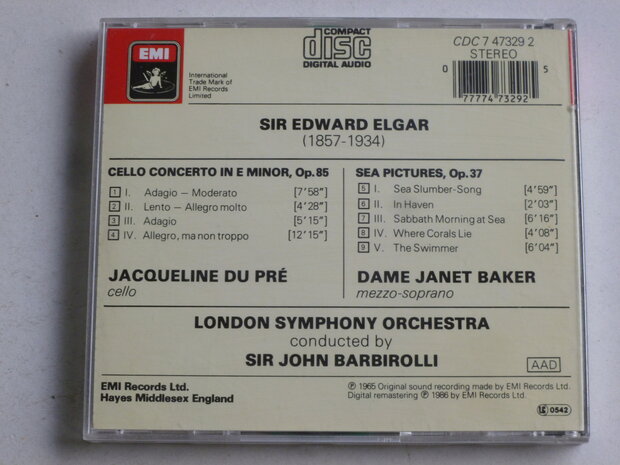 EMI
International
Trade Mark of
EMI Records
Limited
COMPACT
disc
DIGITAL AUDIO
CDC 7 47329 2
STEREO
0 77774 73292 5
SIR EDWARD ELGAR
(1857-1934)
CELLO CONCERTO IN E MINOR, Op.85
1 I. Adagio – Moderato [7′58″]
2 II. Lento – Allegro molto [4′28″]
3 III. Adagio [5′15″]
4 IV. Allegro, ma non troppo [12′15″]
JACQUELINE DU PRÉ
cello
SEA PICTURES, Op.37
5 I. Sea Slumber-Song [4′59″]
6 II. In Haven [2′03″]
7 III. Sabbath Morning at Sea [6′16″]
8 IV. Where Corals Lie [4′08″]
9 V. The Swimmer [6′04″]
DAME JANET BAKER
mezzo-soprano
LONDON SYMPHONY ORCHESTRA
conducted by
SIR JOHN BARBIROLLI
AAD
EMI Records Ltd.
Hayes Middlesex England
℗ 1965 Original sound recording made by EMI Records Ltd.
Digital remastering ℗ 1986 by EMI Records Ltd.
LC 0542